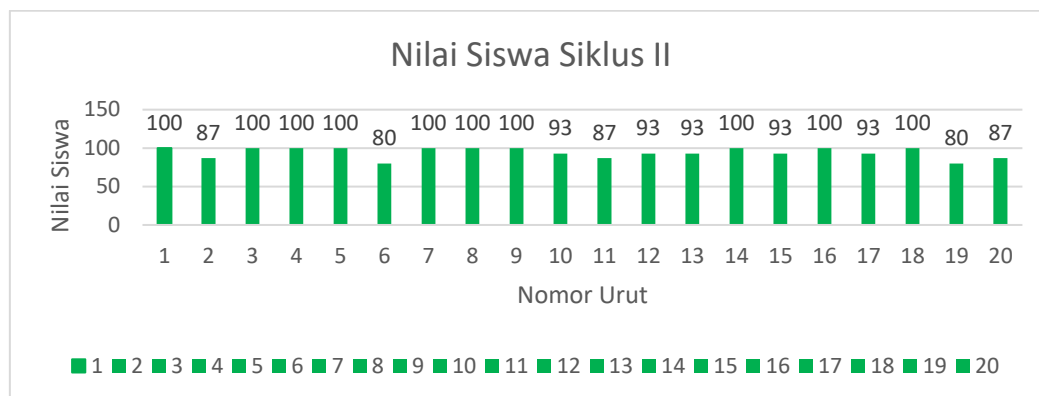 Nilai Siswa Siklus II
Nilai Siswa
150
100
50
0
100 87 100 100 100 80 100 100 100 93 87 93 93 100 93 100 93 100 80 87
1 2 3 4 5 6 7 8 9 10 11 12 13 14 15 16 17 18 19 20
Nomor Urut
1 2 3 4 5 6 7 8 9 10 11 12 13 14 15 16 17 18 19 20